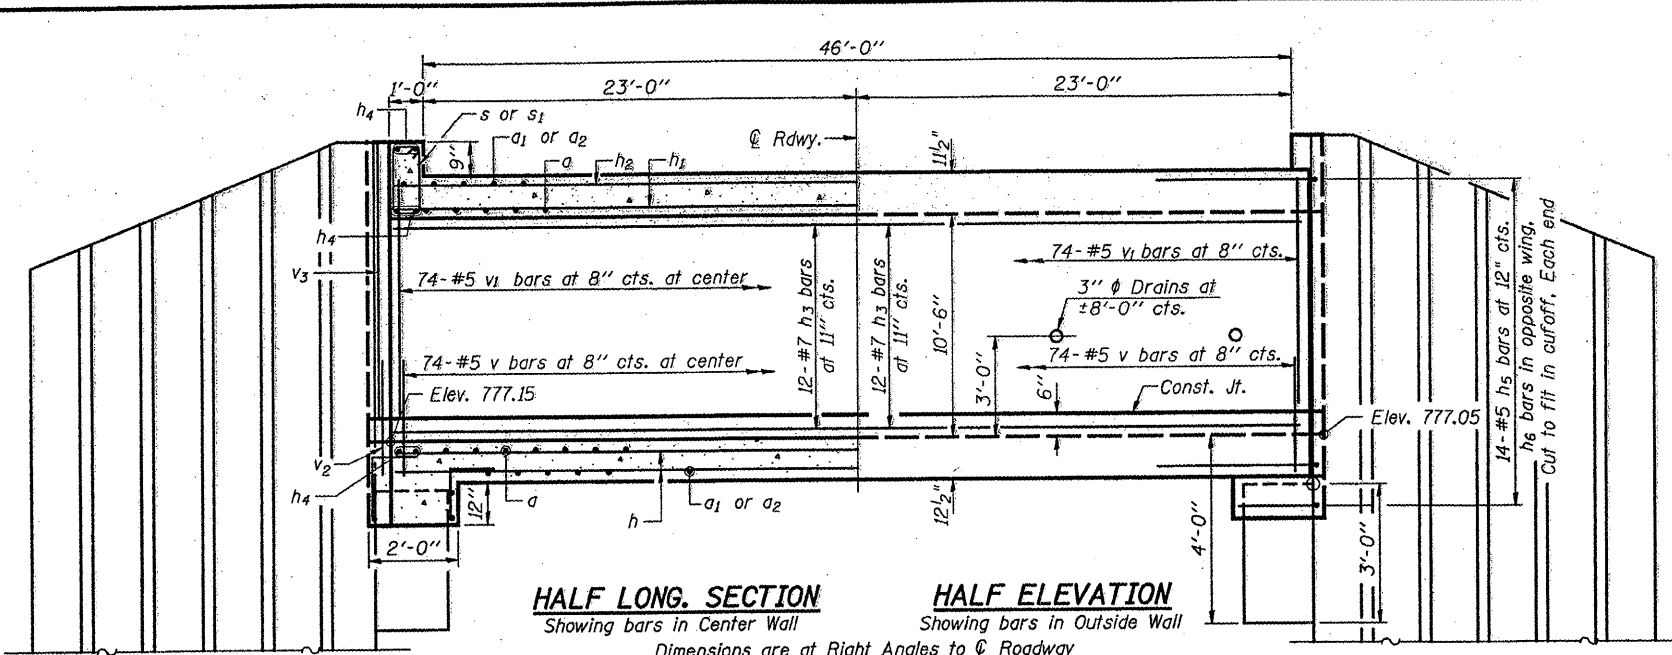 46'-0"
1'-0"
23'-0"
23'-0"
h4
s or s1
a1 or a2
℄ Rdwy.
9"
a
h2
h1
11½"
h4
v3
74-#5 v1 bars at 8" cts. at center
12-#7 h3 bars
at 11" cts.
12-#7 h3 bars
at 11" cts.
10'-6"
74-#5 v1 bars at 8" cts.
3" ϕ Drains at
±8'-0" cts.
14-#5 h5 bars at 12" cts.
h6 bars in opposite wing.
Cut to fit in cutoff. Each end
74-#5 v bars at 8" cts. at center
3'-0"
74-#5 v bars at 8" cts.
6"
Elev. 777.15
Const. Jt.
Elev. 777.05
v2
h4
12"
a
h
a1 or a2
12½"
4'-0"
3'-0"
2'-0"
HALF LONG. SECTION
Showing bars in Center Wall
HALF ELEVATION
Showing bars in Outside Wall
Dimensions are at Right Angles to ℄ Roadway